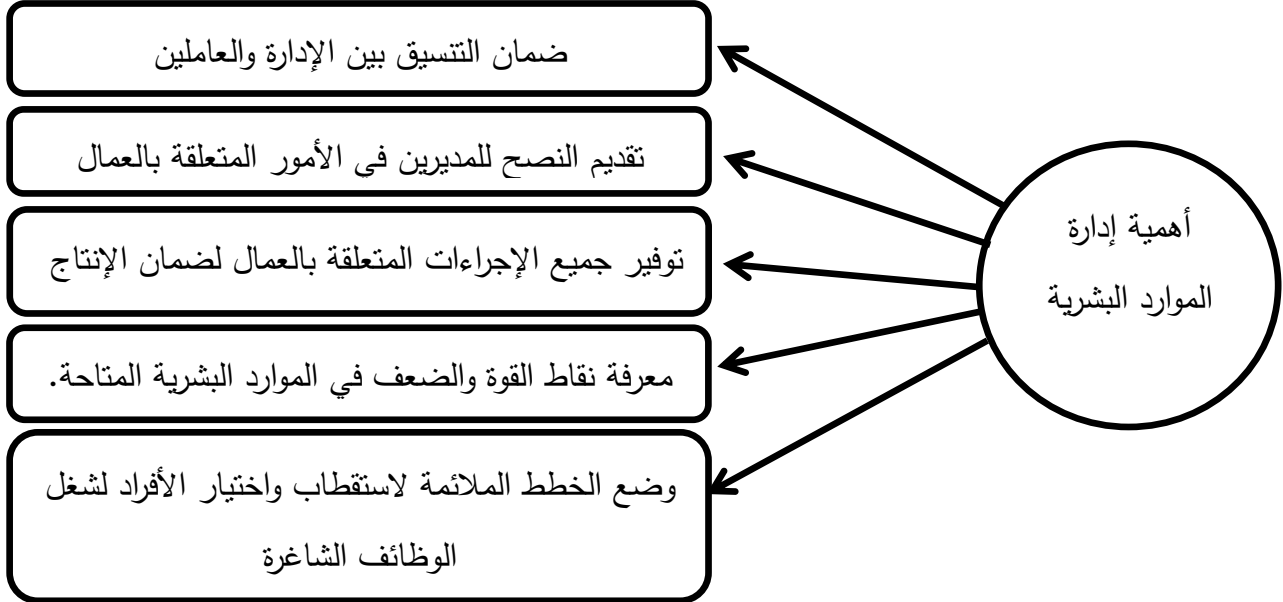 أهمية إدارة
الموارد البشرية
ضمان التنسيق بين الإدارة والعاملين
تقديم النصح للمديرين في الأمور المتعلقة بالعمال
توفير جميع الإجراءات المتعلقة بالعمال لضمان الإنتاج
معرفة نقاط القوة والضعف في الموارد البشرية المتاحة.
وضع الخطط الملائمة لاستقطاب واختيار الأفراد لشغل
الوظائف الشاغرة